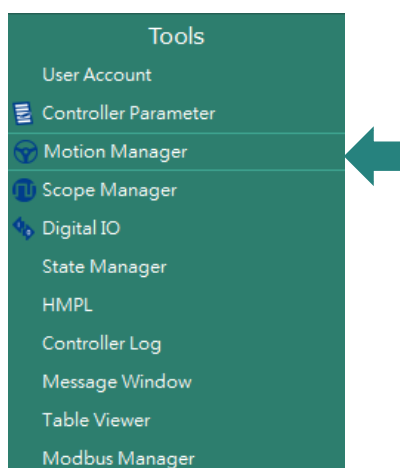 Tools
User Account
Controller Parameter
Motion Manager
Scope Manager
Digital IO
State Manager
HMPL
Controller Log
Message Window
Table Viewer
Modbus Manager